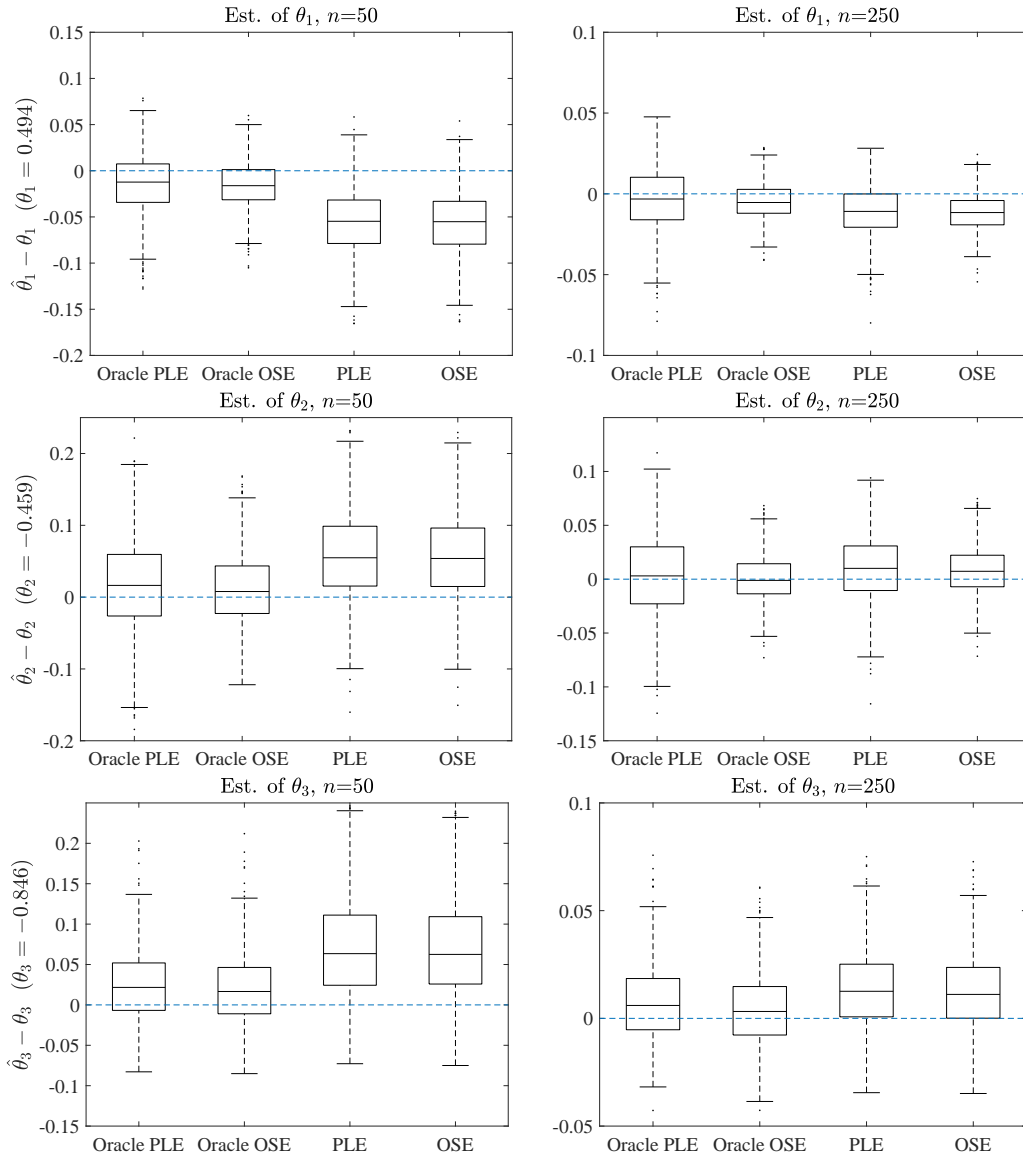 Est. of θ₁, n=50
0.15
0.1
0.05
0
-0.05
-0.1
-0.15
-0.2
θ̂₁ − θ₁ (θ₁ = 0.494)
Oracle PLE Oracle OSE PLE OSE
Est. of θ₁, n=250
0.1
0.05
0
-0.05
-0.1
Oracle PLE Oracle OSE PLE OSE
Est. of θ₂, n=50
0.2
0.1
0
-0.1
-0.2
θ̂₂ − θ₂ (θ₂ = −0.459)
Oracle PLE Oracle OSE PLE OSE
Est. of θ₂, n=250
0.1
0.05
0
-0.05
-0.1
-0.15
Oracle PLE Oracle OSE PLE OSE
Est. of θ₃, n=50
0.2
0.15
0.1
0.05
0
-0.05
-0.1
-0.15
θ̂₃ − θ₃ (θ₃ = −0.846)
Oracle PLE Oracle OSE PLE OSE
Est. of θ₃, n=250
0.1
0.05
0
-0.05
Oracle PLE Oracle OSE PLE OSE